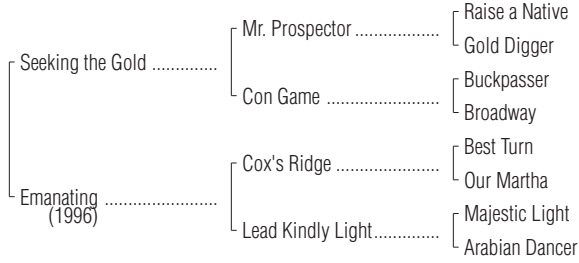 Raise a Native
Mr. Prospector ..................
Gold Digger
Seeking the Gold ..............
Buckpasser
Con Game ........................
Broadway
Best Turn
Cox's Ridge ......................
Our Martha
Emanating ........................
(1996)
Majestic Light
Lead Kindly Light..............
Arabian Dancer